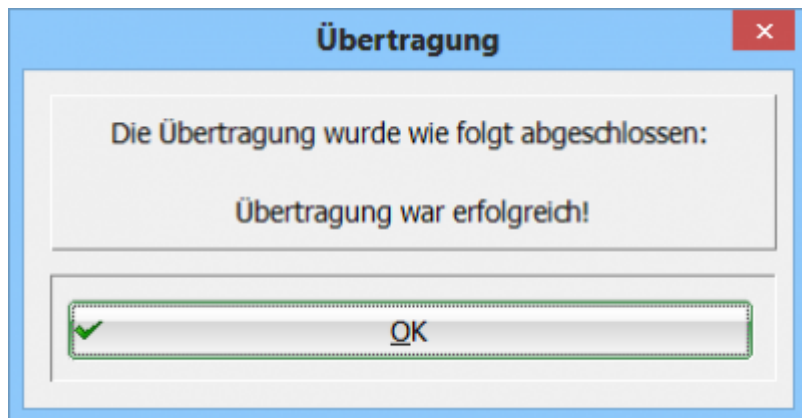 Übertragung
Die Übertragung wurde wie folgt abgeschlossen:
Übertragung war erfolgreich!
OK